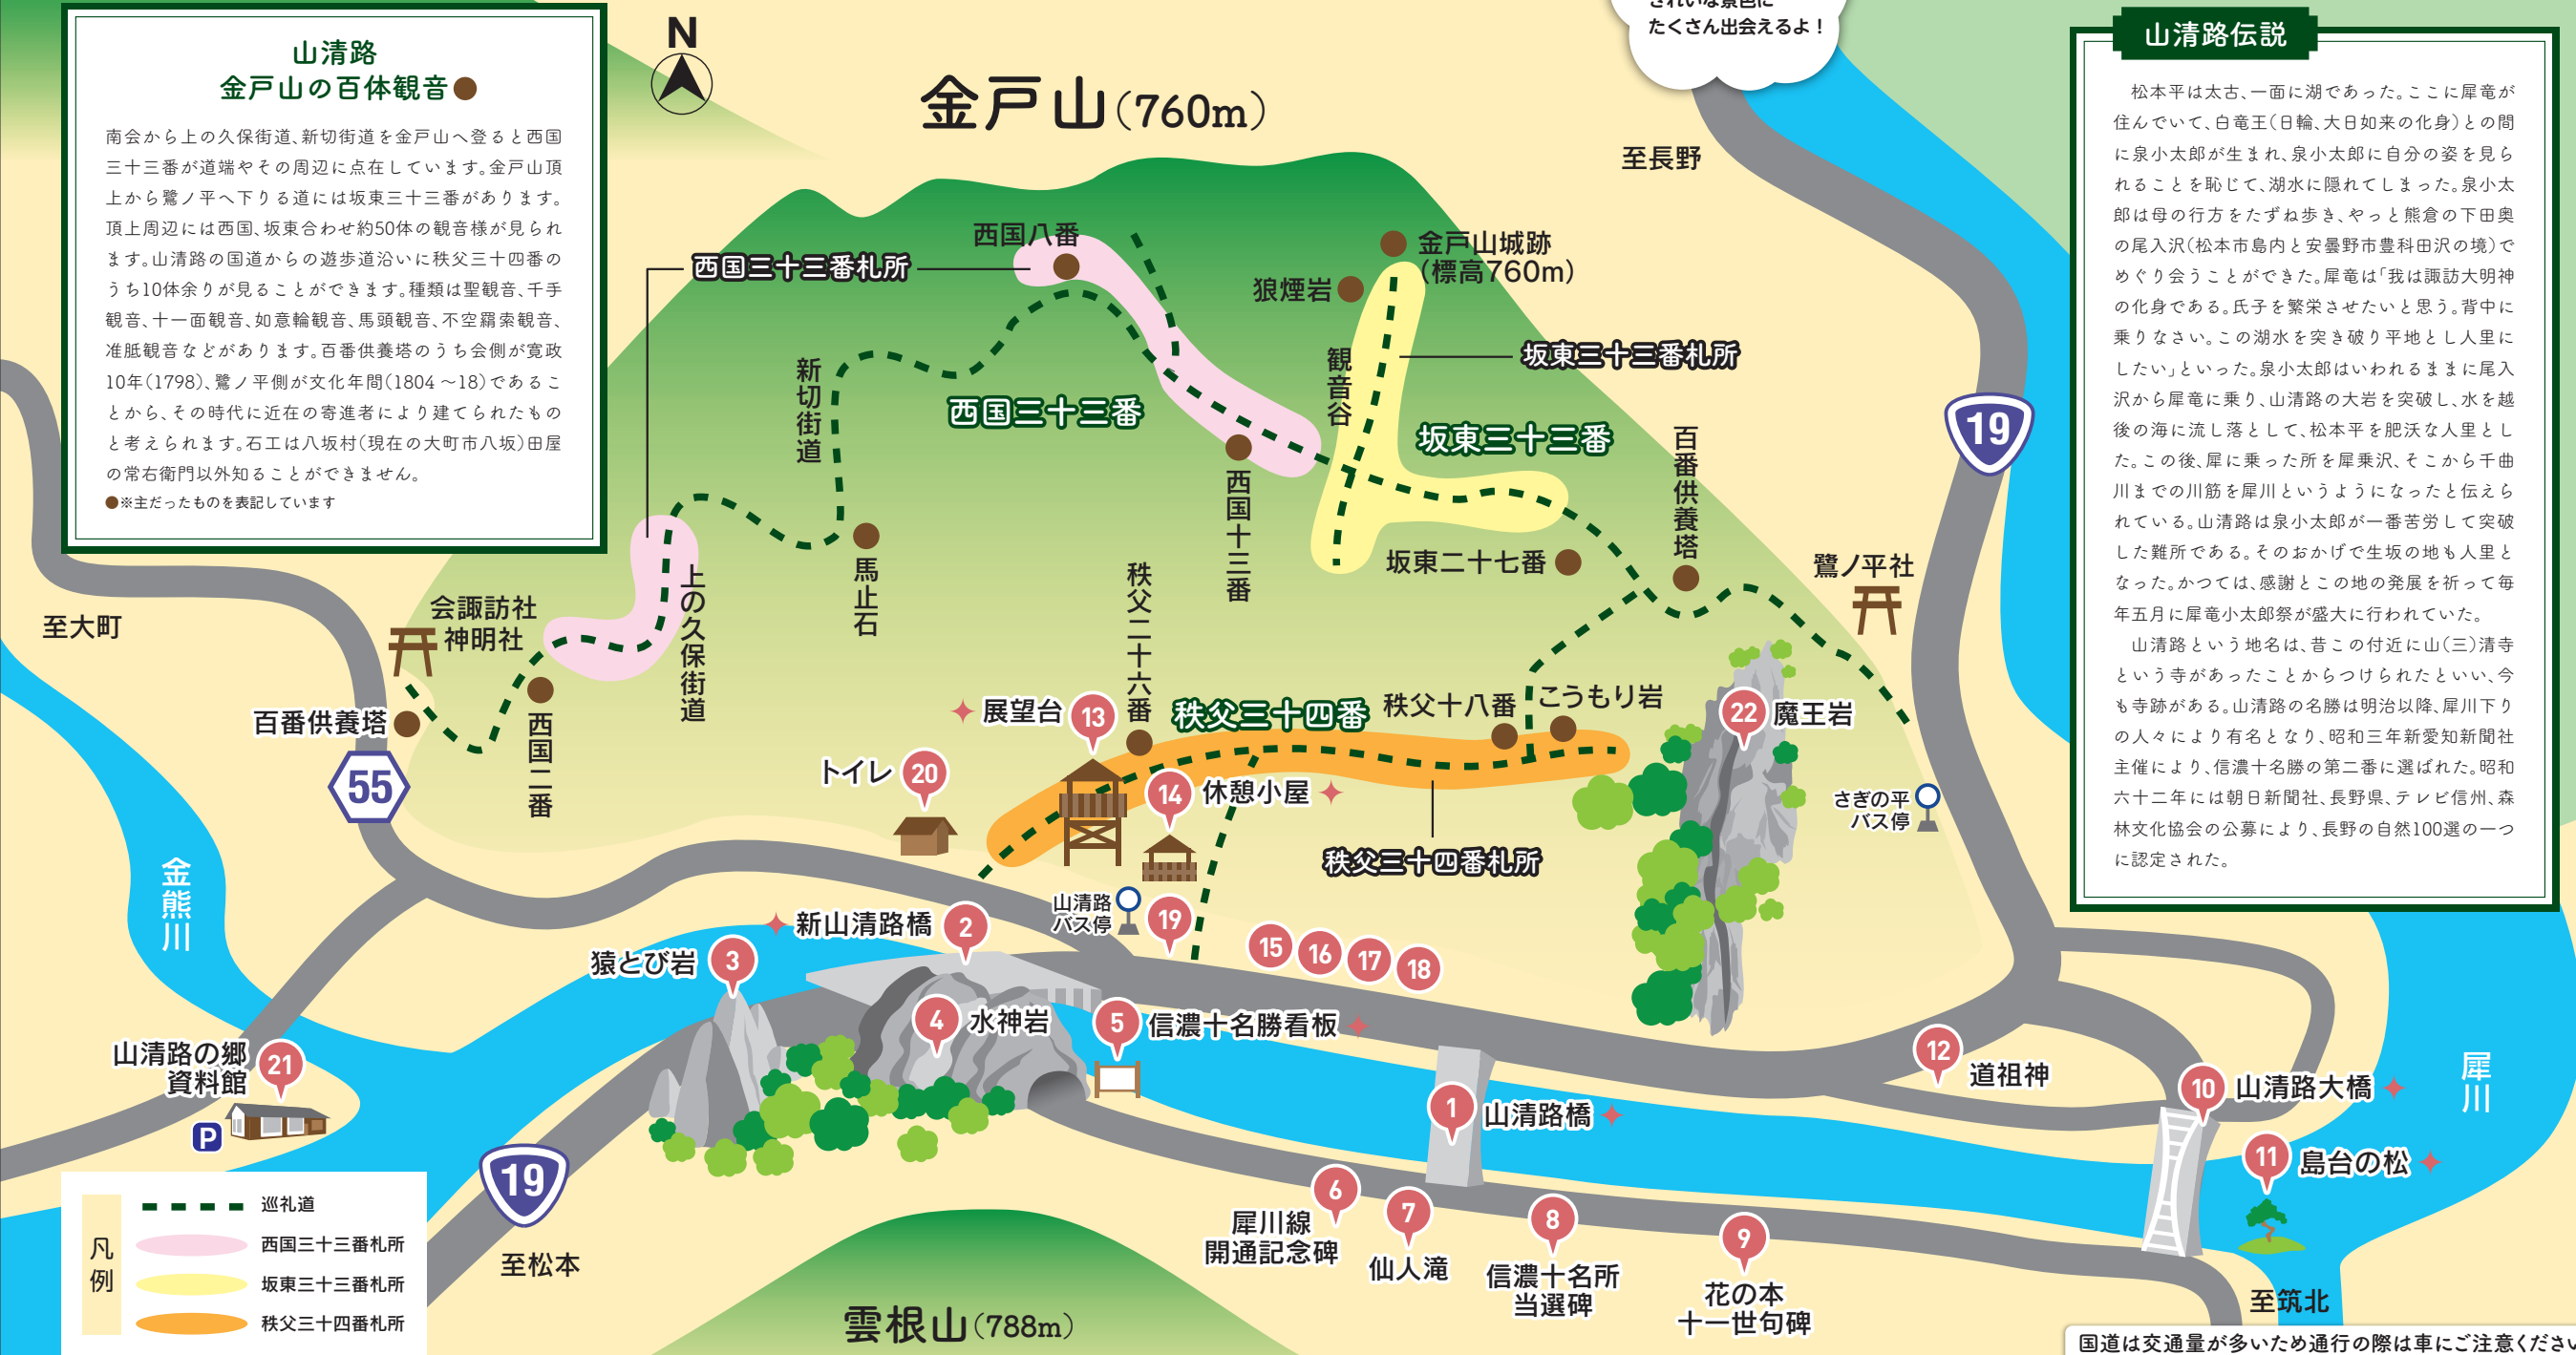 山清路
金戸山の百体観音
南会から上の久保街道、新切街道を金戸山へ登ると西国
三十三番が道端やその周辺に点在しています。金戸山頂
上から鷺ノ平へ下りる道には坂東三十三番があります。
頂上周辺には西国、坂東合わせ約50体の観音様が見られ
ます。山清路の国道からの遊歩道沿いに秩父三十四番の
うち10体余りが見ることができます。種類は聖観音、千手
観音、十一面観音、如意輪観音、馬頭観音、不空羂索観音、
准胝観音などがあります。百番供養塔のうち会側が寛政
10年(1798)、鷺ノ平側が文化年間(1804～18)であるこ
とから、その時代に近在の寄進者により建てられたもの
と考えられます。石工は八坂村(現在の大町市八坂)田屋
の常右衛門以外知ることができません。
●※主だったものを表記しています
N
金戸山(760m)
たくさん出会えるよ！
至長野
山清路伝説
松本平は太古、一面に湖であった。ここに犀竜が
住んでいて、白竜王(日輪、大日如来の化身)との間
に泉小太郎が生まれ、泉小太郎に自分の姿を見ら
れることを恥じて、湖水に隠れてしまった。泉小太
郎は母の行方をたずね歩き、やっと熊倉の下田奥
の尾入沢(松本市島内と安曇野市豊科田沢の境)で
めぐり会うことができた。犀竜は「我は諏訪大明神
の化身である。氏子を繁栄させたいと思う。背中に
乗りなさい。この湖水を突き破り平地とし人里に
したい」といった。泉小太郎はいわれるままに尾入
沢から犀竜に乗り、山清路の大岩を突破し、水を越
後の海に流し落として、松本平を肥沃な人里とし
た。この後、犀に乗った所を犀乗沢、そこから千曲
川までの川筋を犀川というようになったと伝えら
れている。山清路は泉小太郎が一番苦労して突破
した難所である。そのおかげで生坂の地も人里と
なった。かつては、感謝とこの地の発展を祈って毎
年五月に犀竜小太郎祭が盛大に行われていた。
山清路という地名は、昔この付近に山(三)清寺
という寺があったことからつけられたといい、今
も寺跡がある。山清路の名勝は明治以降、犀川下り
の人々により有名となり、昭和三年新愛知新聞社
主催により、信濃十名勝の第二番に選ばれた。昭和
六十二年には朝日新聞社、長野県、テレビ信州、森
林文化協会の公募により、長野の自然100選の一つ
に認定された。
西国八番
西国三十三番札所
金戸山城跡
(標高760m)
狼煙岩
坂東三十三番札所
観音谷
新切街道
西国三十三番
坂東三十三番
百番供養塔
19
西国十三番
馬止石
坂東二十七番
鷺ノ平社
至大町
会諏訪社
神明社
上の久保街道
秩父二十六番
百番供養塔
西国二番
展望台
13
秩父三十四番
秩父十八番
こうもり岩
22
魔王岩
55
トイレ
20
14
休憩小屋
さぎの平
バス停
秩父三十四番札所
金熊川
新山清路橋
2
山清路
バス停
19
15
16
17
18
猿とび岩
3
4
水神岩
5
信濃十名勝看板
山清路の郷
資料館
21
P
1
山清路橋
12
道祖神
10
山清路大橋
犀川
11
島台の松
19
至松本
6
犀川線
開通記念碑
7
仙人滝
8
信濃十名所
当選碑
9
花の本
十一世句碑
至筑北
雲根山(788m)
凡例
巡礼道
西国三十三番札所
坂東三十三番札所
秩父三十四番札所
国道は交通量が多いため通行の際は車にご注意ください